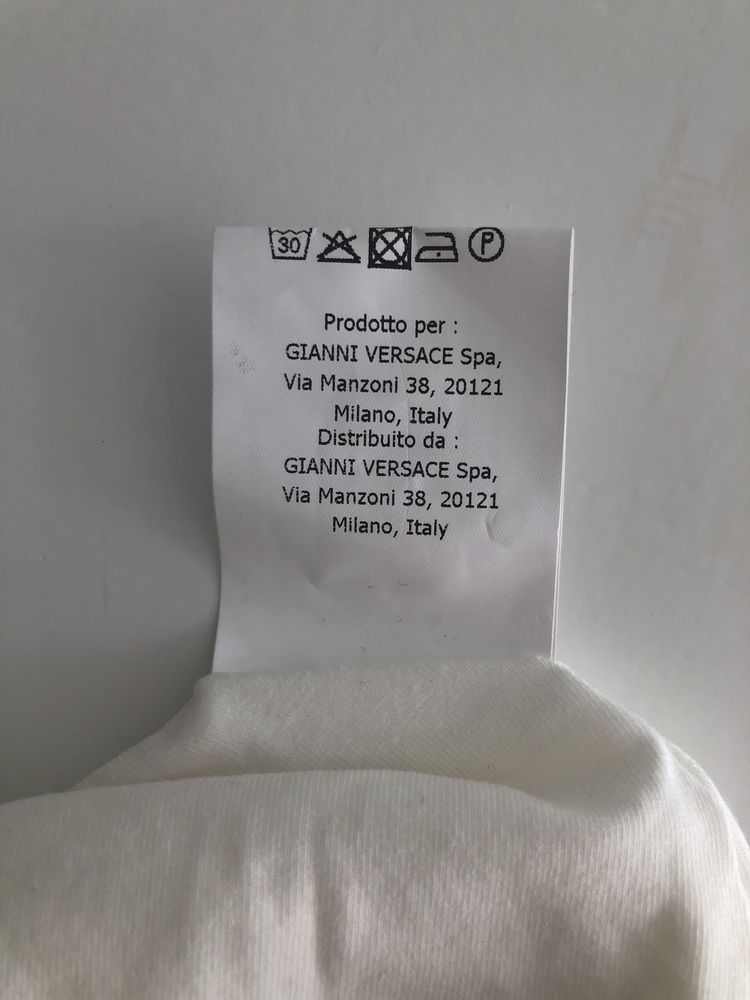 30 P
Prodotto per :
GIANNI VERSACE Spa,
Via Manzoni 38, 20121
Milano, Italy
Distribuito da :
GIANNI VERSACE Spa,
Via Manzoni 38, 20121
Milano, Italy